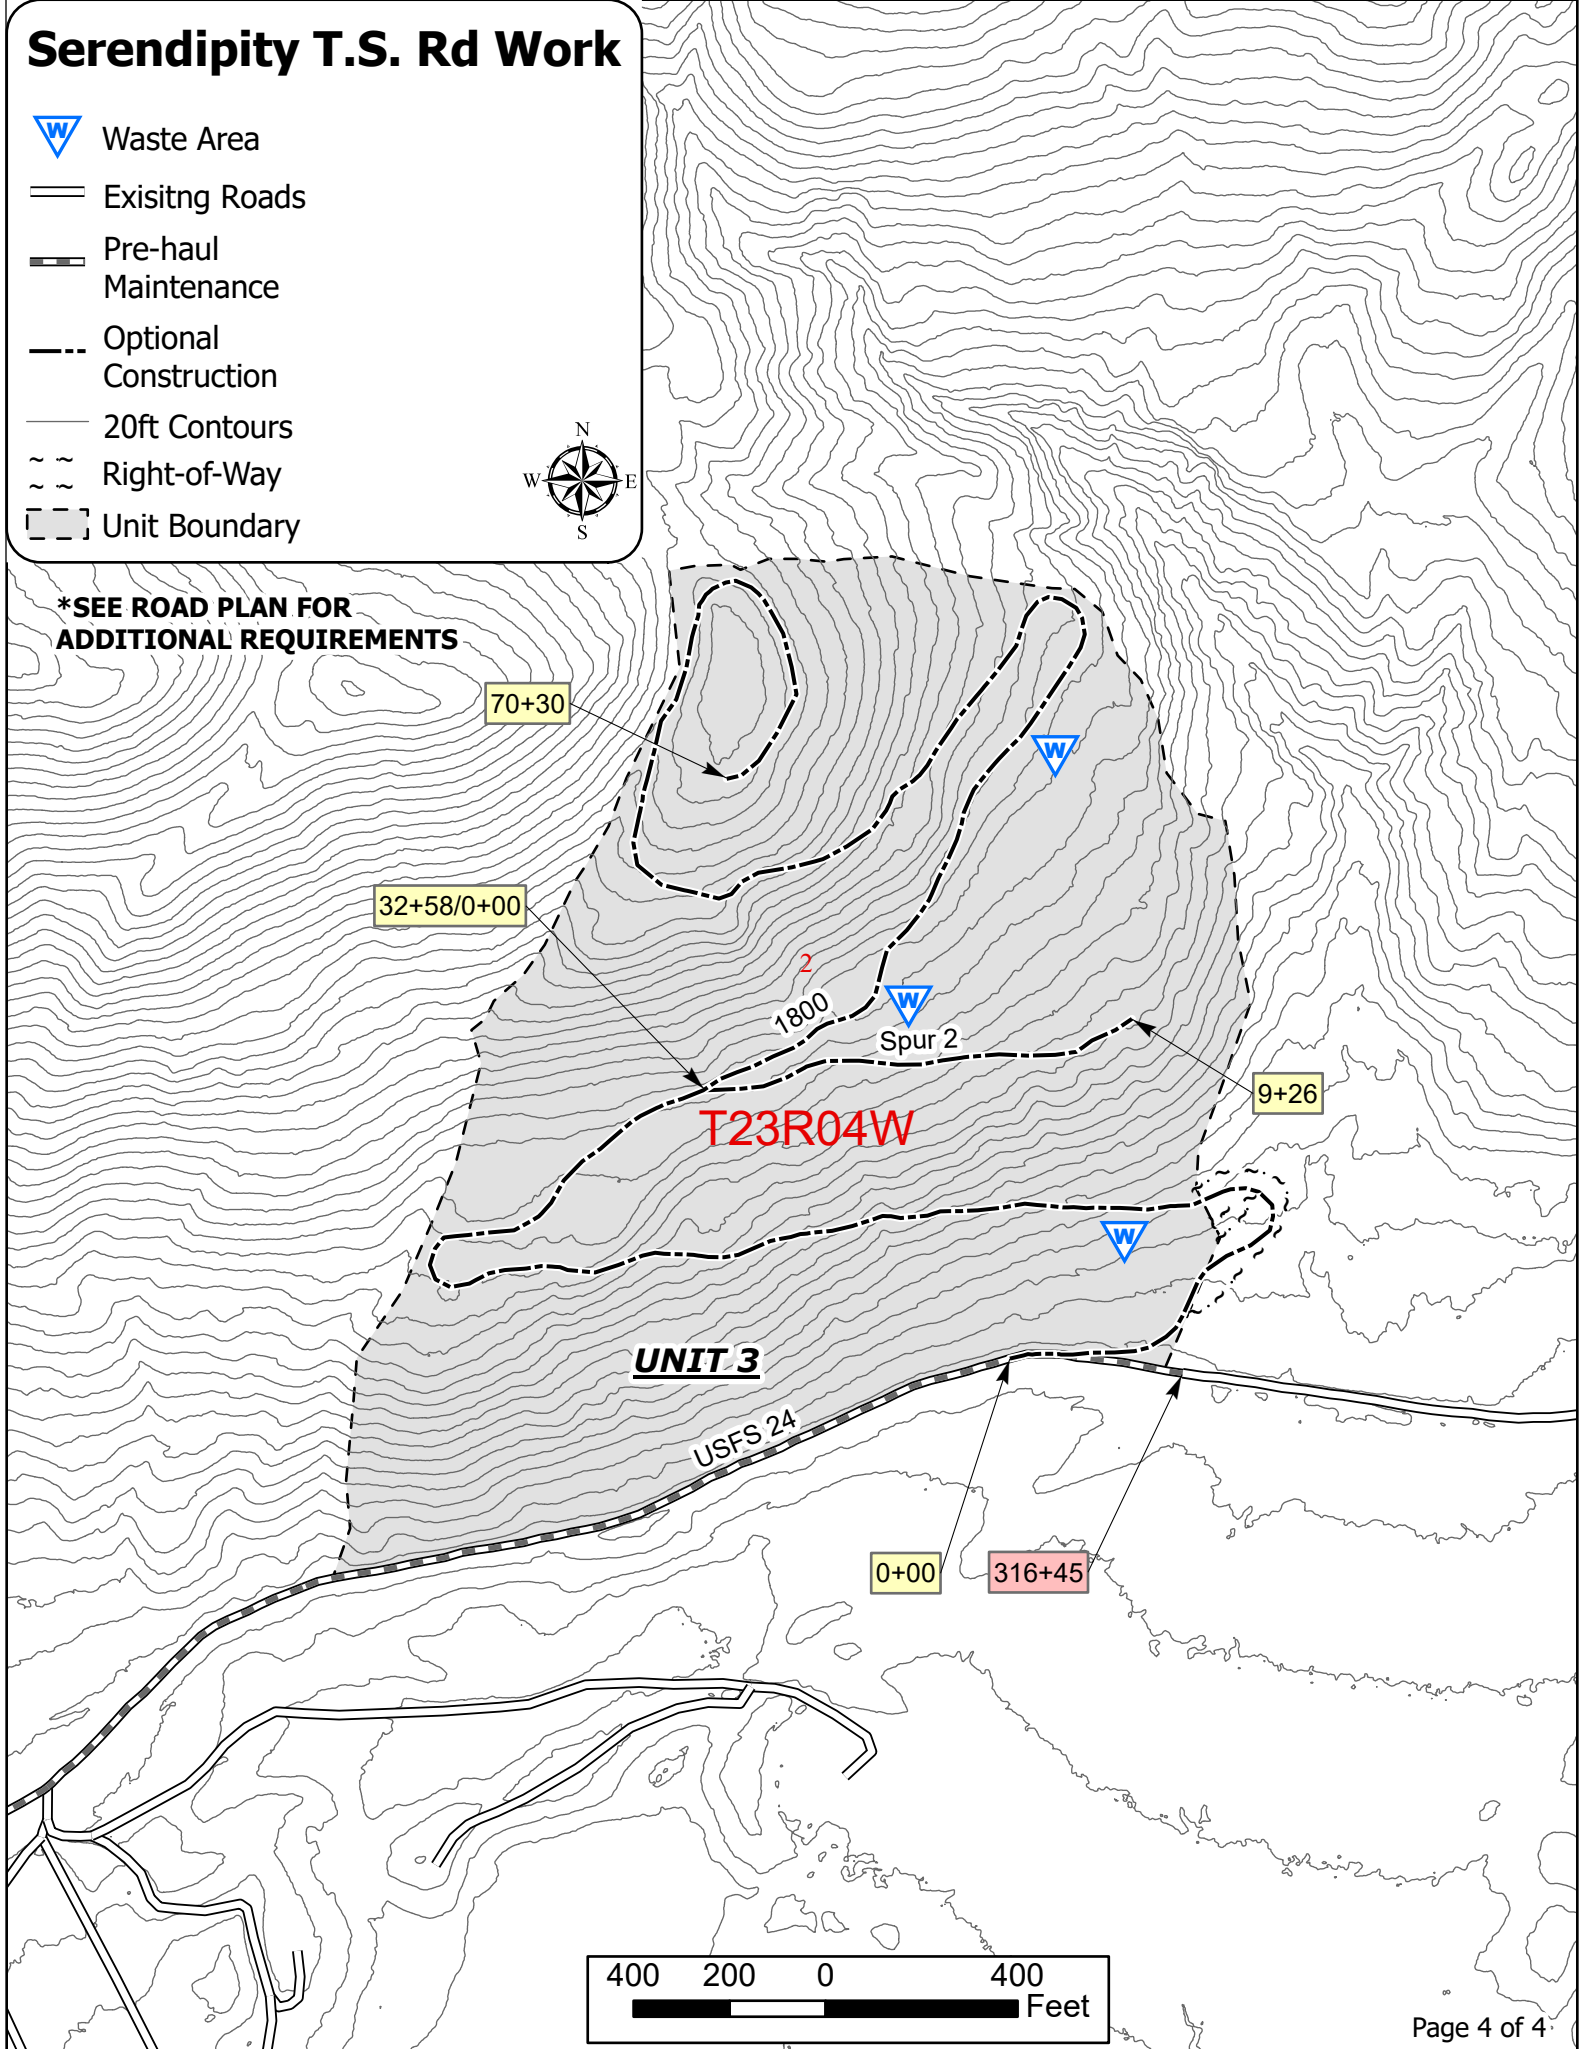 Serendipity T.S. Rd Work
W
Waste Area
Exisitng Roads
Pre-haul
Maintenance
Optional
Construction
20ft Contours
Right-of-Way
Unit Boundary
N
W E
S
*SEE ROAD PLAN FOR
ADDITIONAL REQUIREMENTS
70+30
W
32+58/0+00
2
1800
W
Spur 2
9+26
T23R04W
W
UNIT 3
USFS 24
0+00
316+45
400 200 0 400
Feet
Page 4 of 4